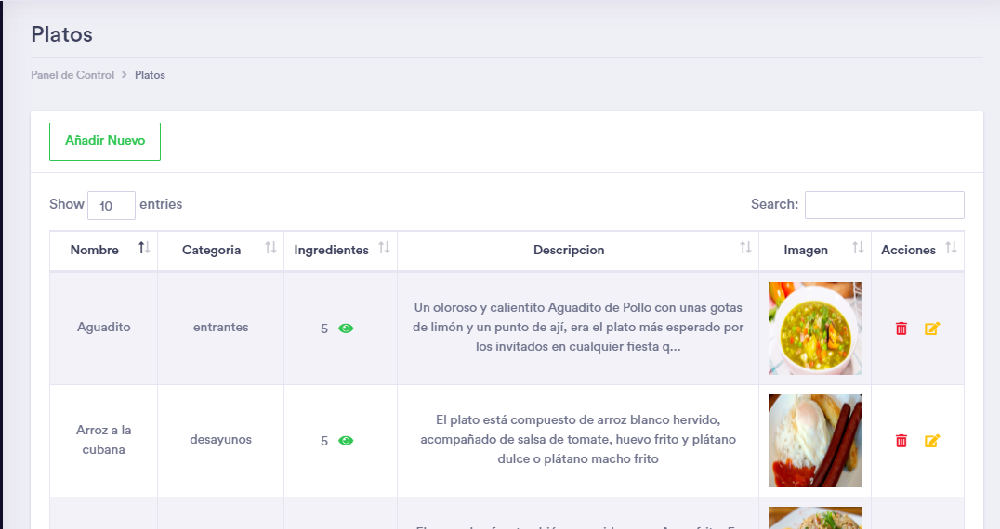 Platos
Panel de Control > Platos
Añadir Nuevo
Show 10 entries Search:
Nombre Categoria Ingredientes Descripcion Imagen Acciones
Aguadito entrantes 5 Un oloroso y calientito Aguadito de Pollo con unas gotas
de limón y un punto de ají, era el plato más esperado por
los invitados en cualquier fiesta q...
Arroz a la
cubana desayunos 5 El plato está compuesto de arroz blanco hervido,
acompañado de salsa de tomate, huevo frito y plátano
dulce o plátano macho frito